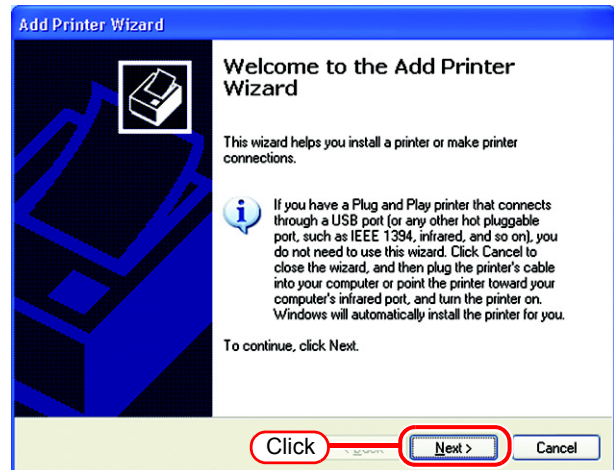 Add Printer Wizard
Welcome to the Add Printer
Wizard
This wizard helps you install a printer or make printer
connections.
If you have a Plug and Play printer that connects
through a USB port (or any other hot pluggable
port, such as IEEE 1394, infrared, and so on), you
do not need to use this wizard. Click Cancel to
close the wizard, and then plug the printer's cable
into your computer or point the printer toward your
computer's infrared port, and turn the printer on.
Windows will automatically install the printer for you.
To continue, click Next.
Click
Next >
Cancel